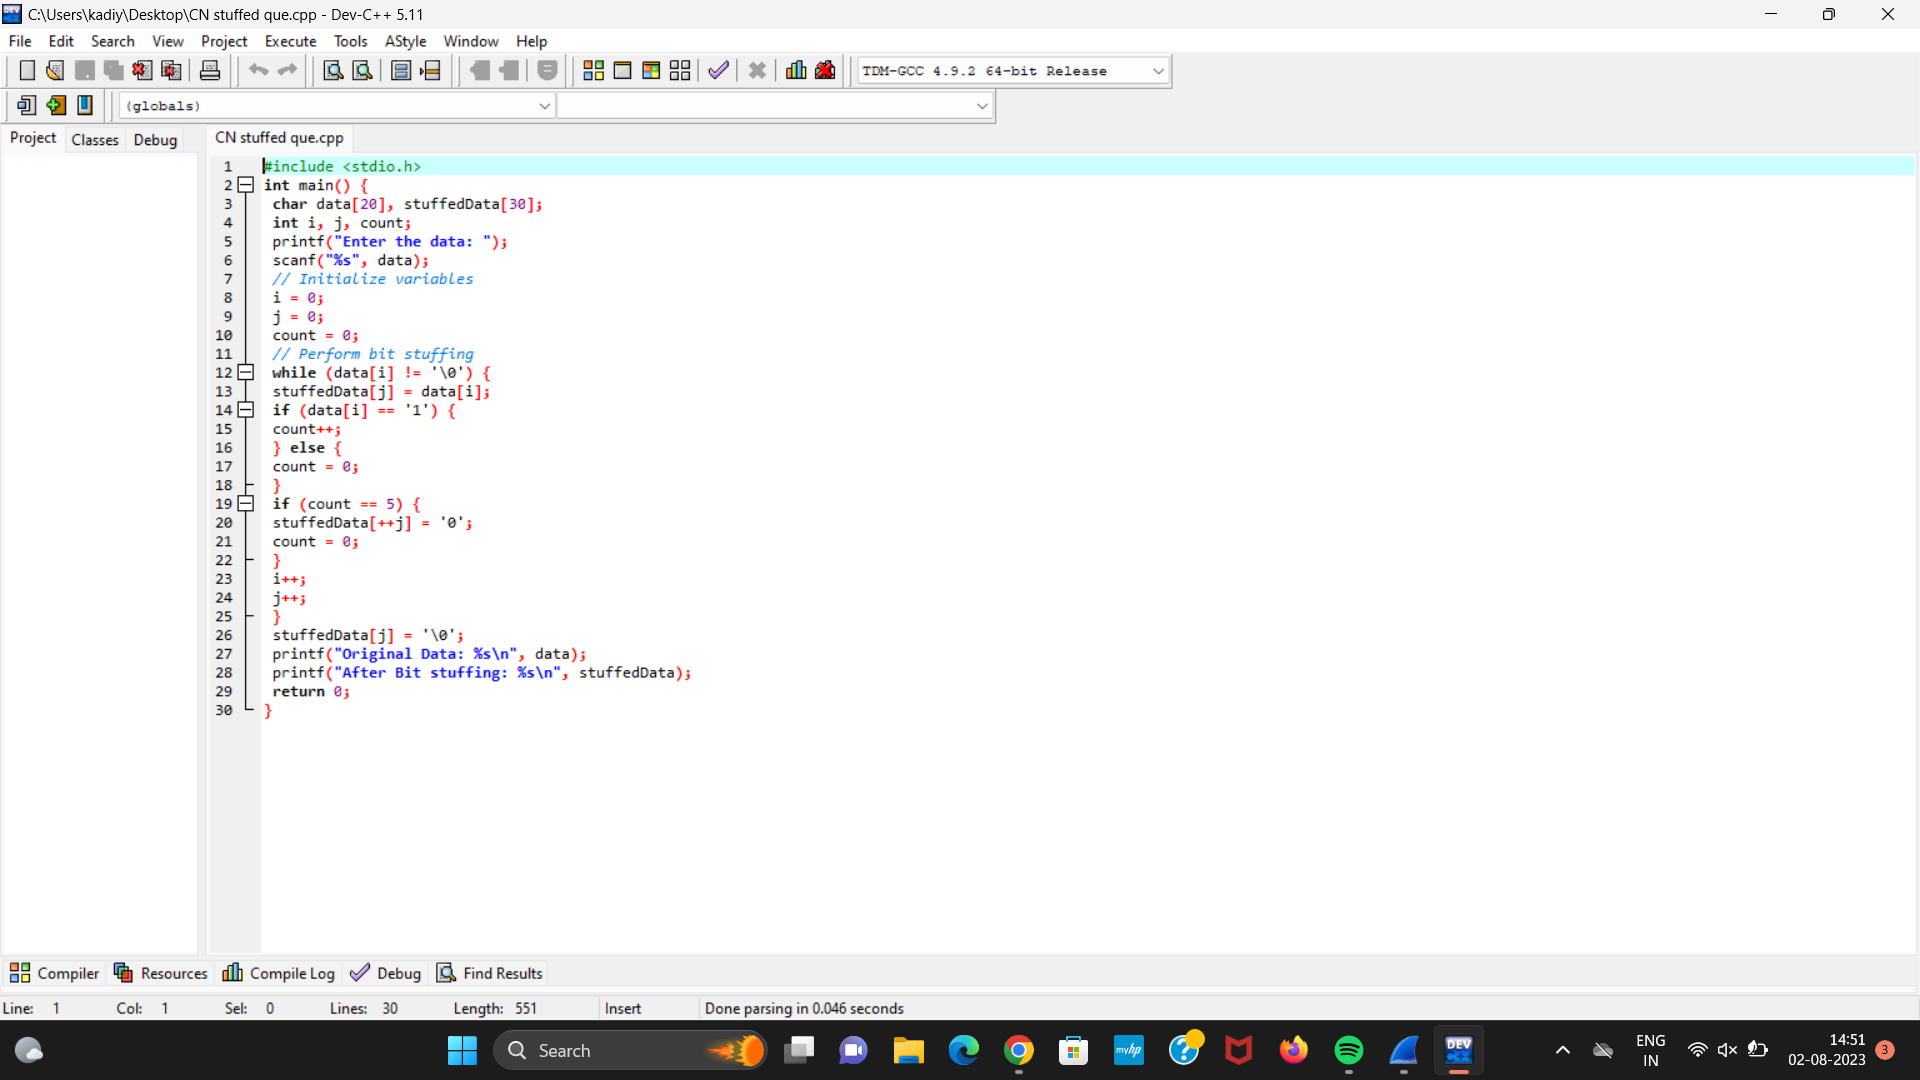 C:\Users\kadiy\Desktop\CN stuffed que.cpp - Dev-C++ 5.11
File Edit Search View Project Execute Tools AStyle Window Help
TDM-GCC 4.9.2 64-bit Release
(globals)
Project Classes Debug CN stuffed que.cpp
1 #include <stdio.h>
2 int main() {
3 char data[20], stuffedData[30];
4 int i, j, count;
5 printf("Enter the data: ");
6 scanf("%s", data);
7 // Initialize variables
8 i = 0;
9 j = 0;
10 count = 0;
11 // Perform bit stuffing
12 while (data[i] != '\0') {
13 stuffedData[j] = data[i];
14 if (data[i] == '1') {
15 count++;
16 } else {
17 count = 0;
18 }
19 if (count == 5) {
20 stuffedData[++j] = '0';
21 count = 0;
22 }
23 i++;
24 j++;
25 }
26 stuffedData[j] = '\0';
27 printf("Original Data: %s\n", data);
28 printf("After Bit stuffing: %s\n", stuffedData);
29 return 0;
30 }
Compiler Resources Compile Log Debug Find Results
Line: 1 Col: 1 Sel: 0 Lines: 30 Length: 551 Insert Done parsing in 0.046 seconds
Search myhp DEV C++ ENG 14:51
IN 02-08-2023 3